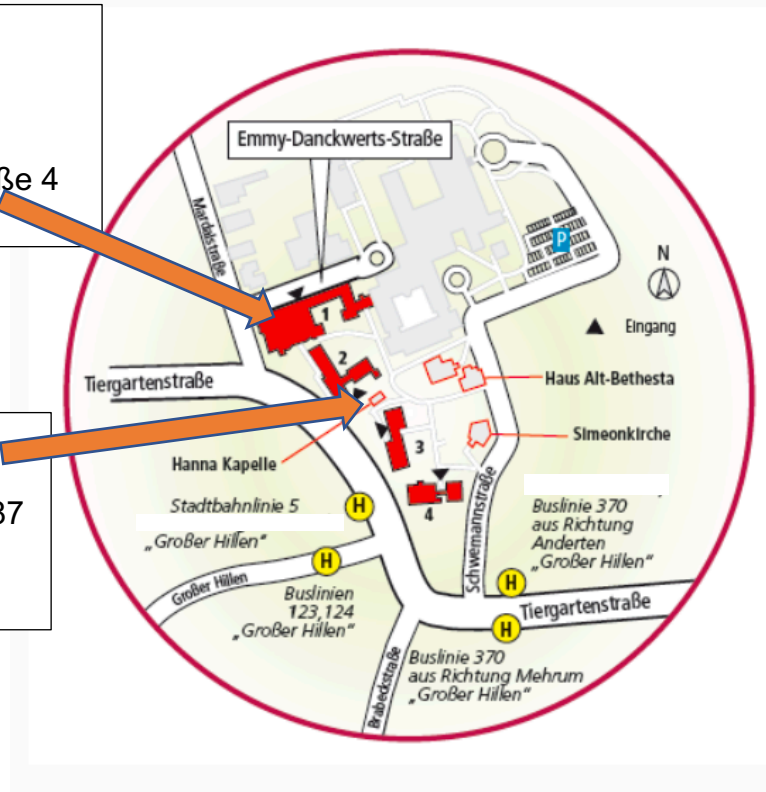 ße 4
37
Emmy-Danckwerts-Straße
P
N
Eingang
1
2
3
4
Tiergartenstraße
Haus Alt-Bethesta
Simeonkirche
Hanna Kapelle
Stadtbahnlinie 5
„Großer Hillen“
H
Großer Hillen
H
Buslinien
123,124
„Großer Hillen“
Schwemannstraße
Buslinie 370
aus Richtung
Anderten
„Großer Hillen“
H
H
Tiergartenstraße
Brabeckstraße
Buslinie 370
aus Richtung Mehrum
„Großer Hillen“